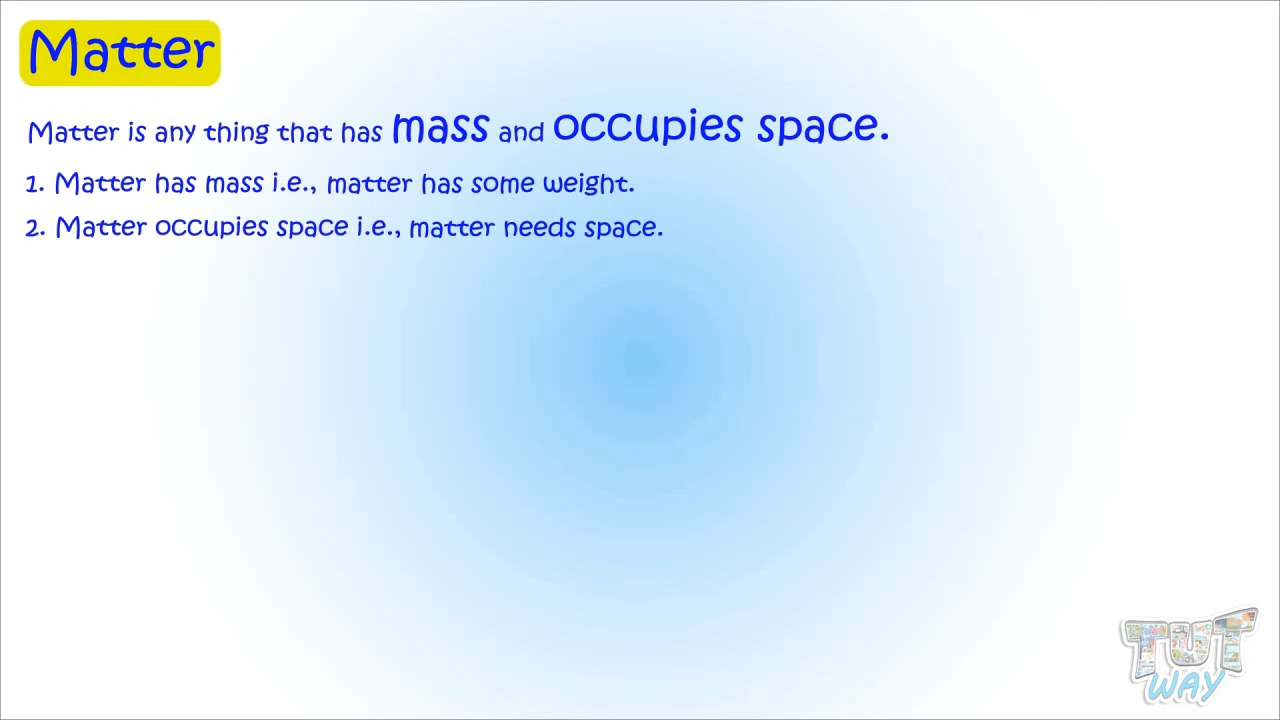 Matter
Matter is any thing that has mass and occupies space.
1. Matter has mass i.e., matter has some weight.
2. Matter occupies space i.e., matter needs space.
TUT
WAY